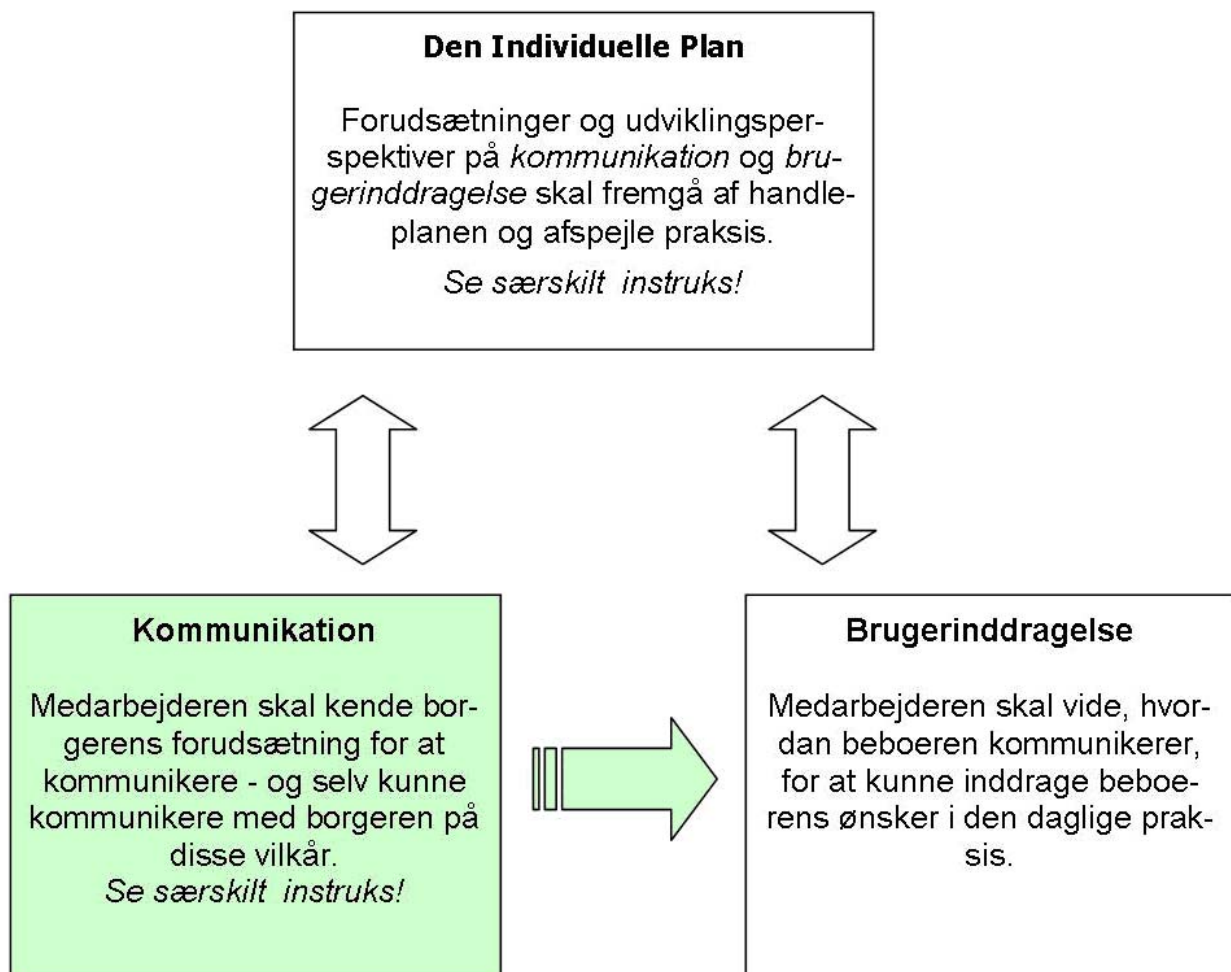 Den Individuelle Plan
Forudsætninger og udviklingsper-
spektiver på kommunikation og bru-
gerinddragelse skal fremgå af handle-
planen og afspejle praksis.
Se særskilt  instruks!
Kommunikation
Medarbejderen skal kende bor-
gerens forudsætning for at
kommunikere - og selv kunne
kommunikere med borgeren på
disse vilkår.
Se særskilt  instruks!
Brugerinddragelse
Medarbejderen skal vide, hvor-
dan beboeren kommunikerer,
for at kunne inddrage beboe-
rens ønsker i den daglige prak-
sis.